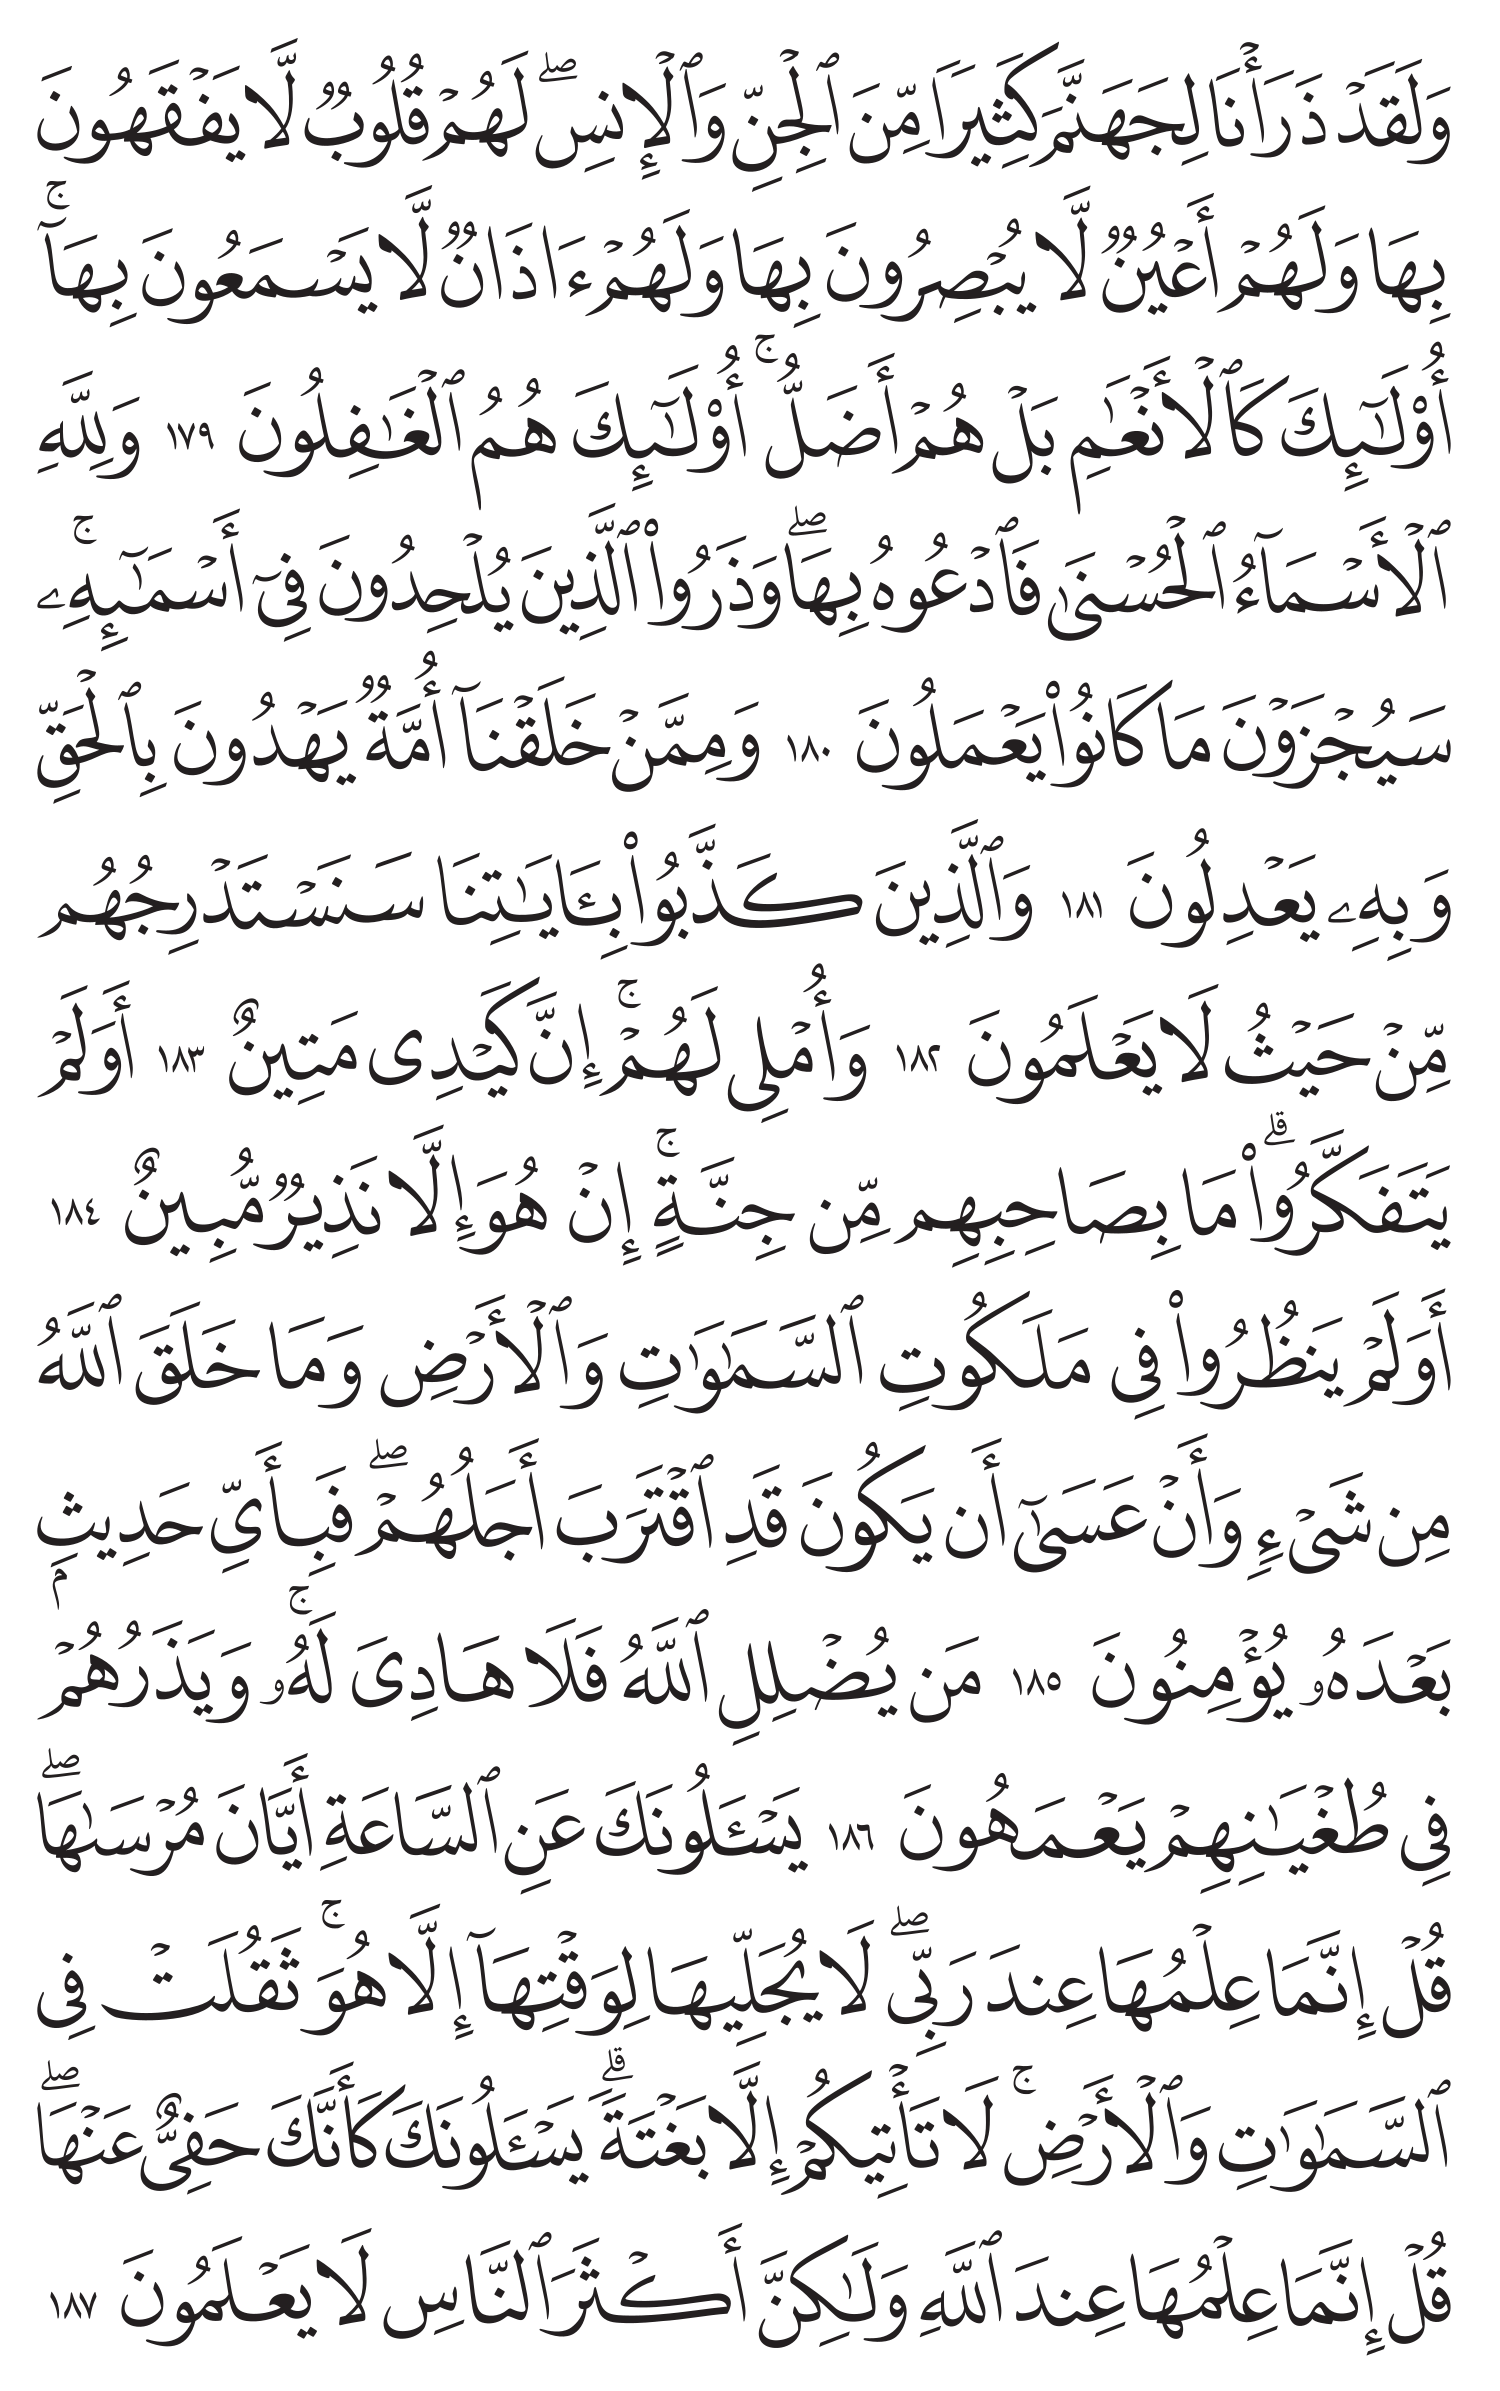 وَلَقَدۡ ذَرَأۡنَا لِجَهَنَّمَ كَثِيرٗا مِّنَ ٱلۡجِنِّ وَٱلۡإِنسِۖ لَهُمۡ قُلُوبٞ لَّا يَفۡقَهُونَ
بِهَا وَلَهُمۡ أَعۡيُنٞ لَّا يُبۡصِرُونَ بِهَا وَلَهُمۡ ءَاذَانٞ لَّا يَسۡمَعُونَ بِهَآۚ
أُوْلَٰٓئِكَ كَٱلۡأَنۡعَٰمِ بَلۡ هُمۡ أَضَلُّۚ أُوْلَٰٓئِكَ هُمُ ٱلۡغَٰفِلُونَ ١٧٩ وَلِلَّهِ
ٱلۡأَسۡمَآءُ ٱلۡحُسۡنَىٰ فَٱدۡعُوهُ بِهَاۖ وَذَرُواْ ٱلَّذِينَ يُلۡحِدُونَ فِيٓ أَسۡمَٰٓئِهِۦۚ
سَيُجۡزَوۡنَ مَا كَانُواْ يَعۡمَلُونَ ١٨٠ وَمِمَّنۡ خَلَقۡنَآ أُمَّةٞ يَهۡدُونَ بِٱلۡحَقِّ
وَبِهِۦ يَعۡدِلُونَ ١٨١ وَٱلَّذِينَ كَذَّبُواْ بِـَٔايَٰتِنَا سَنَسۡتَدۡرِجُهُم
مِّنۡ حَيۡثُ لَا يَعۡلَمُونَ ١٨٢ وَأُمۡلِي لَهُمۡۚ إِنَّ كَيۡدِي مَتِينٌ ١٨٣ أَوَلَمۡ
يَتَفَكَّرُواْۗ مَا بِصَاحِبِهِم مِّن جِنَّةٍۚ إِنۡ هُوَ إِلَّا نَذِيرٞ مُّبِينٌ ١٨٤
أَوَلَمۡ يَنظُرُواْ فِي مَلَكُوتِ ٱلسَّمَٰوَٰتِ وَٱلۡأَرۡضِ وَمَا خَلَقَ ٱللَّهُ
مِن شَيۡءٖ وَأَنۡ عَسَىٰٓ أَن يَكُونَ قَدِ ٱقۡتَرَبَ أَجَلُهُمۡۖ فَبِأَيِّ حَدِيثِۭ
بَعۡدَهُۥ يُؤۡمِنُونَ ١٨٥ مَن يُضۡلِلِ ٱللَّهُ فَلَا هَادِيَ لَهُۥۚ وَيَذَرُهُمۡ
فِي طُغۡيَٰنِهِمۡ يَعۡمَهُونَ ١٨٦ يَسۡـَٔلُونَكَ عَنِ ٱلسَّاعَةِ أَيَّانَ مُرۡسَىٰهَاۖ
قُلۡ إِنَّمَا عِلۡمُهَا عِندَ رَبِّيۖ لَا يُجَلِّيهَا لِوَقۡتِهَآ إِلَّا هُوَۚ ثَقُلَتۡ فِي
ٱلسَّمَٰوَٰتِ وَٱلۡأَرۡضِۚ لَا تَأۡتِيكُمۡ إِلَّا بَغۡتَةٗۗ يَسۡـَٔلُونَكَ كَأَنَّكَ حَفِيٌّ عَنۡهَاۖ
قُلۡ إِنَّمَا عِلۡمُهَا عِندَ ٱللَّهِ وَلَٰكِنَّ أَكۡثَرَ ٱلنَّاسِ لَا يَعۡلَمُونَ ١٨٧